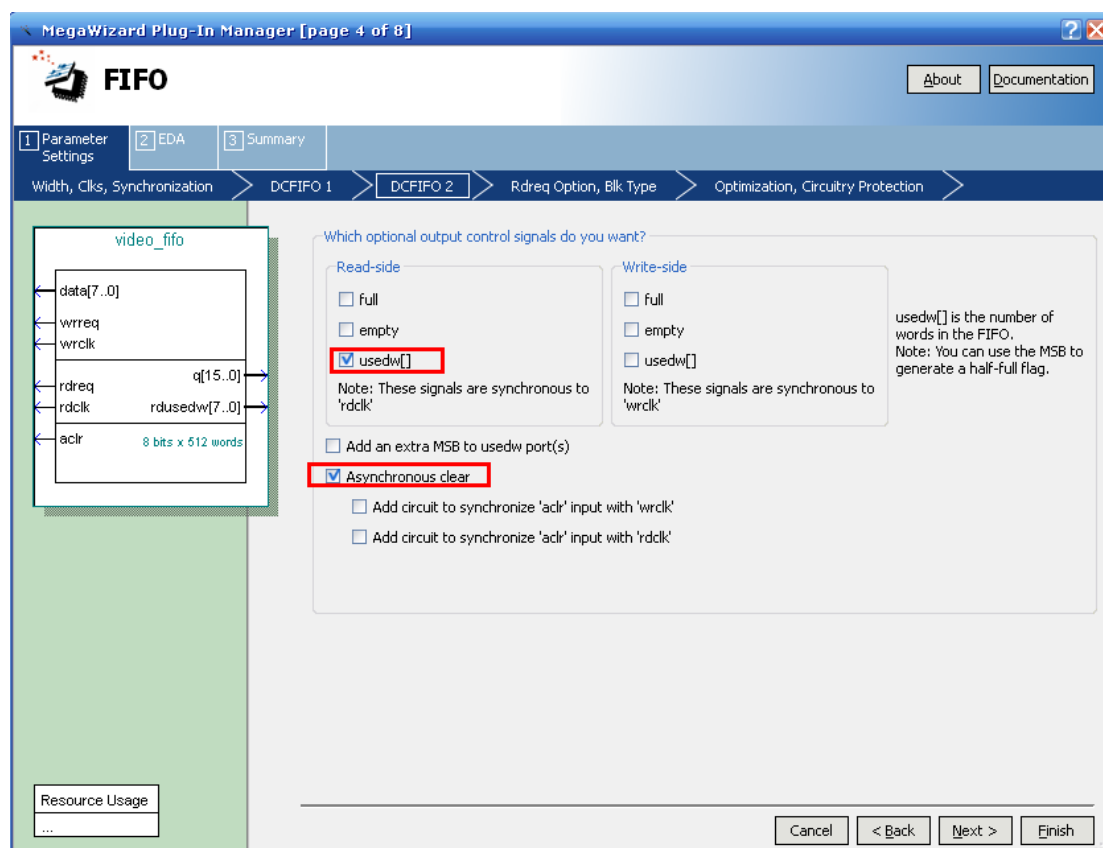 MegaWizard Plug-In Manager [page 4 of 8]
FIFO
About
Documentation
1 Parameter Settings
2 EDA
3 Summary
Width, Clks, Synchronization
DCFIFO 1
DCFIFO 2
Rdreq Option, Blk Type
Optimization, Circuitry Protection
video_fifo
data[7..0]
wrreq
wrclk
q[15..0]
rdreq
rdclk
rdusedw[7..0]
aclr
8 bits x 512 words
Which optional output control signals do you want?
Read-side
full
empty
usedw[]
Note: These signals are synchronous to
'rdclk'
Write-side
full
empty
usedw[]
Note: These signals are synchronous to
'wrclk'
usedw[] is the number of
words in the FIFO.
Note: You can use the MSB to
generate a half-full flag.
Add an extra MSB to usedw port(s)
Asynchronous clear
Add circuit to synchronize 'aclr' input with 'wrclk'
Add circuit to synchronize 'aclr' input with 'rdclk'
Resource Usage
...
Cancel
< Back
Next >
Finish